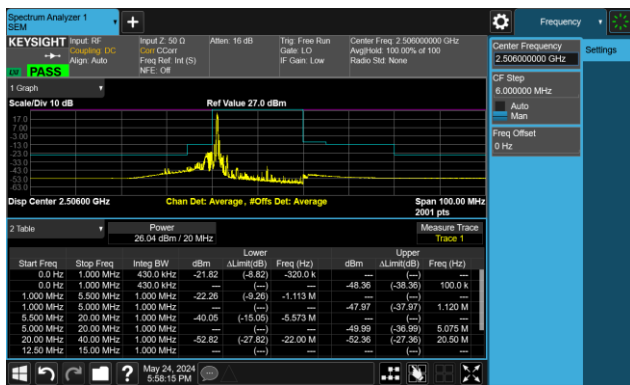 Spectrum Analyzer 1
SEM
Frequency
KEYSIGHT Input: RF
Coupling: DC
Align: Auto
Input Z: 50 Ω
Corr CCorr
Freq Ref: Int (S)
NFE: Off
Atten: 16 dB
Trig: Free Run
Gate: LO
IF Gain: Low
Center Freq: 2.506000000 GHz
Avg|Hold: 100.00% of 100
Radio Std: None
PASS
Center Frequency
2.506000000 GHz
Settings
CF Step
6.000000 MHz
Auto
Man
Freq Offset
0 Hz
1 Graph
Scale/Div 10 dB
Ref Value 27.0 dBm
17.0
7.00
-3.00
-13.0
-23.0
-33.0
-43.0
-53.0
-63.0
Disp Center 2.50600 GHz
Chan Det: Average, #Offs Det: Average
Span 100.00 MHz
2001 pts
2 Table
Power
26.04 dBm / 20 MHz
Measure Trace
Trace 1
Lower Upper
Start Freq Stop Freq Integ BW dBm ΔLimit(dB) Freq (Hz) dBm ΔLimit(dB) Freq (Hz)
0.0 Hz 1.000 MHz 430.0 kHz -21.82 (-8.82) -320.0 k --- (---) ---
0.0 Hz 1.000 MHz 430.0 kHz --- (---) --- -48.36 (-38.36) 100.0 k
1.000 MHz 5.500 MHz 1.000 MHz -22.26 (-9.26) -1.113 M --- (---) ---
1.000 MHz 5.000 MHz 1.000 MHz --- (---) --- -47.97 (-37.97) 1.120 M
5.500 MHz 20.00 MHz 1.000 MHz -40.05 (-15.05) -5.573 M --- (---) ---
5.000 MHz 20.00 MHz 1.000 MHz --- (---) --- -49.99 (-36.99) 5.075 M
20.00 MHz 40.00 MHz 1.000 MHz -52.82 (-27.82) -22.00 M -52.36 (-27.36) 20.50 M
12.50 MHz 15.00 MHz 1.000 MHz --- (---) --- --- (---) ---
May 24, 2024
5:58:15 PM